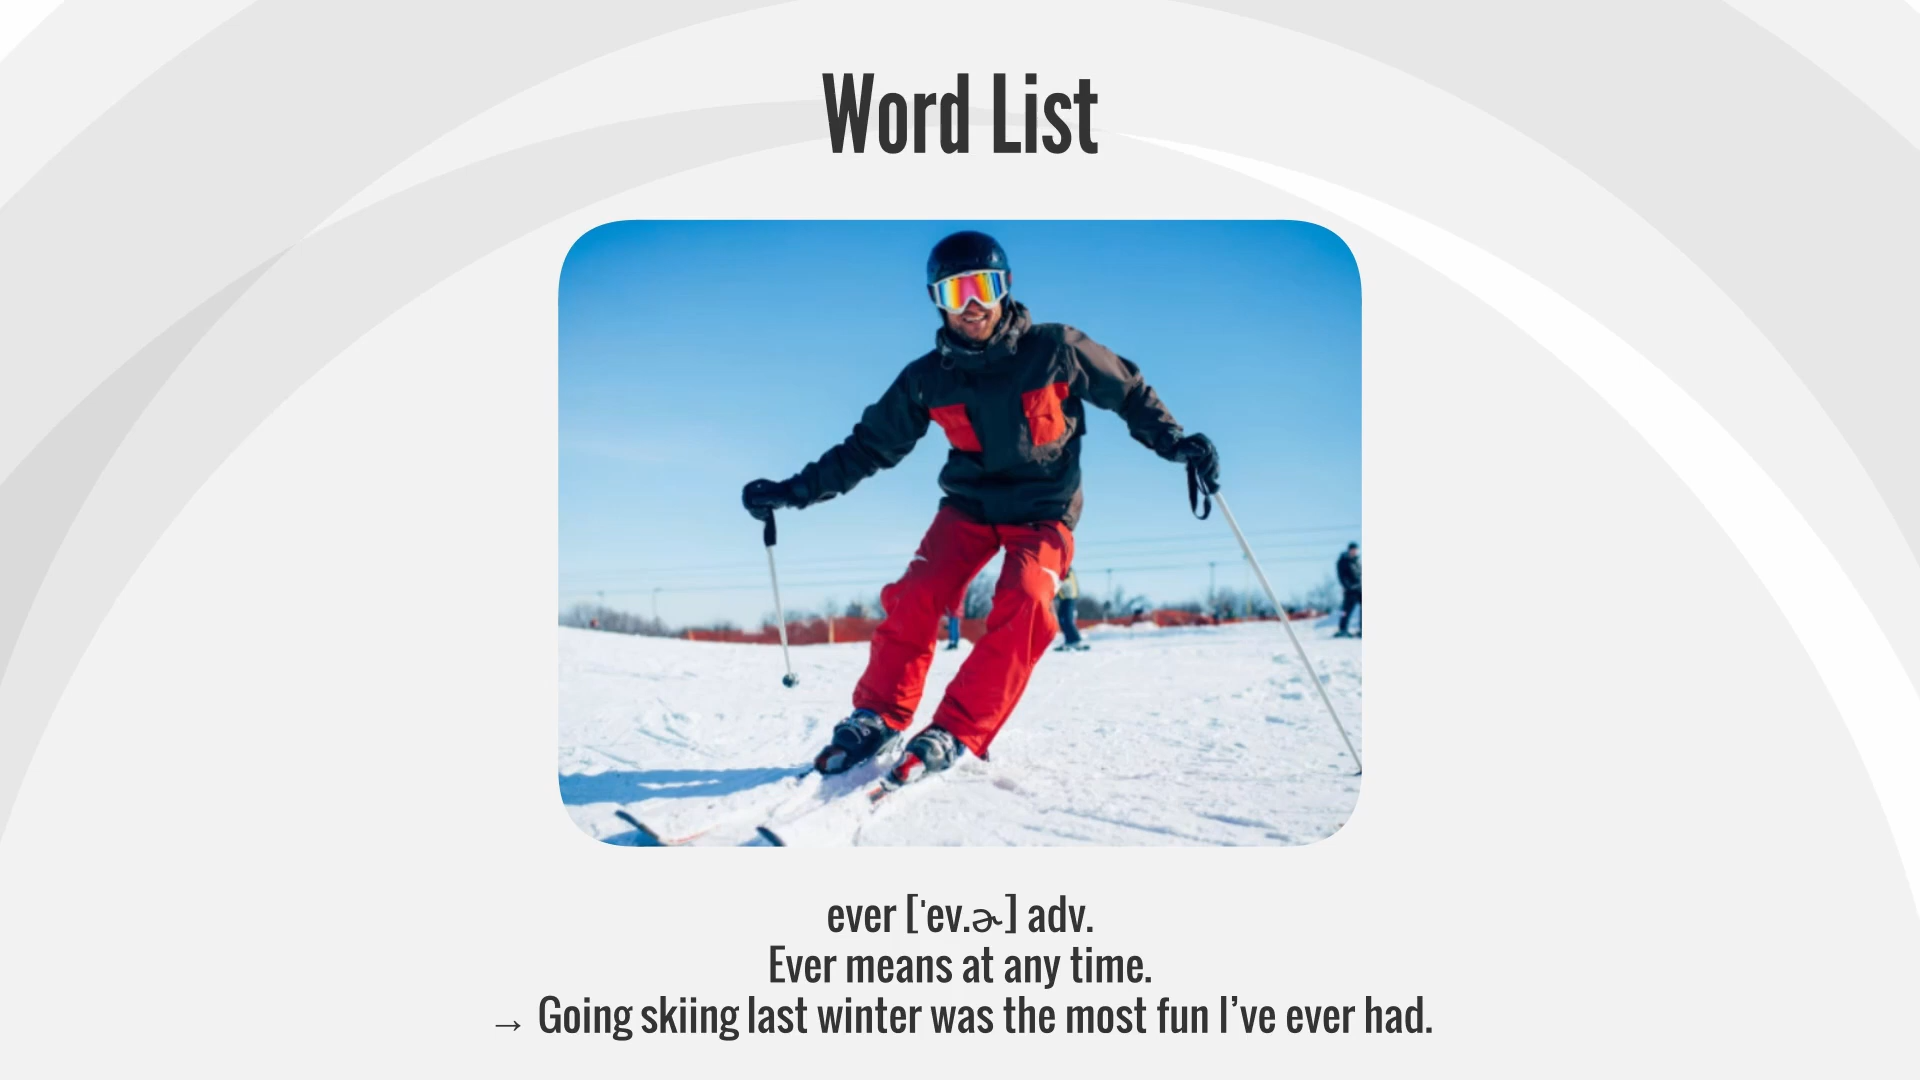 Word List
ever [ˈev.ɚ] adv.
Ever means at any time.
→ Going skiing last winter was the most fun I’ve ever had.